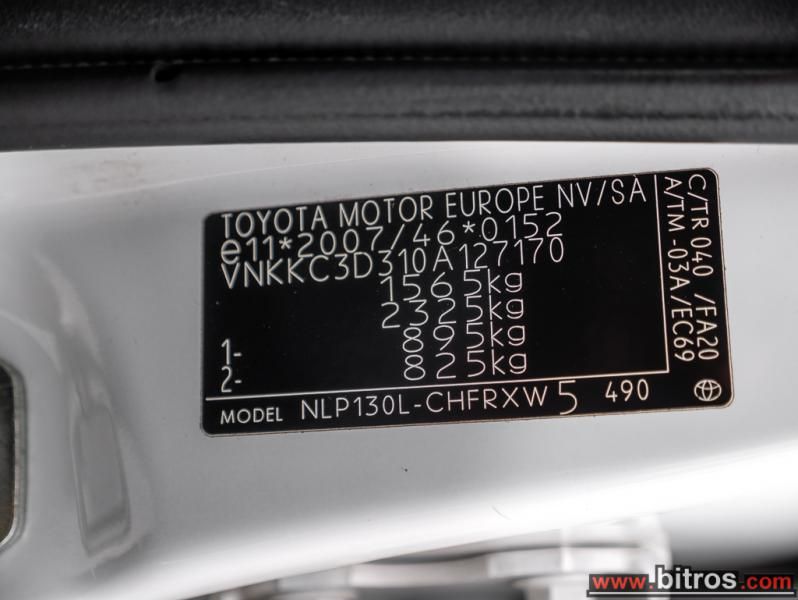 TOYOTA MOTOR EUROPE NV/SA
e11*2007/46*0152
VNKKC3D310A127170
1565kg
2325kg
1- 895kg
2- 825kg
MODEL NLP130L-CHFRXW 5 490
C/TR 040 /FA20
A/TM -03A/EC69
www.bitros.com